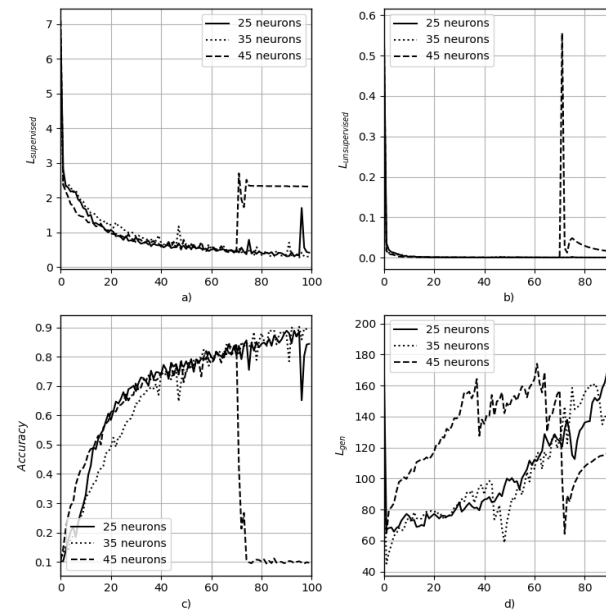 7
6
5
4
3
2
1
0
L_supervised
25 neurons
35 neurons
45 neurons
0 20 40 60 80 100
a)
0.6
0.5
0.4
0.3
0.2
0.1
0.0
L_unsupervised
25 neurons
35 neurons
45 neurons
0 20 40 60 80
b)
0.9
0.8
0.7
0.6
0.5
0.4
0.3
0.2
0.1
Accuracy
25 neurons
35 neurons
45 neurons
0 20 40 60 80 100
c)
200
180
160
140
120
100
80
60
40
L_gen
25 neurons
35 neurons
45 neurons
0 20 40 60 80
d)